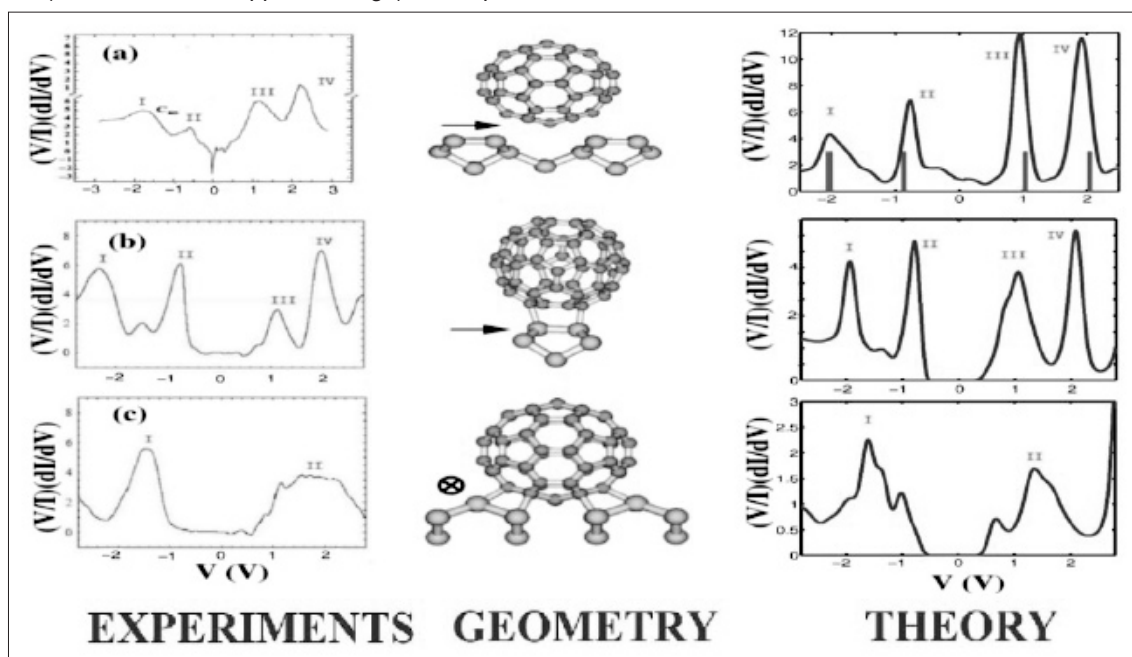 (a)
(V/I)(dI/dV)
I
C
II
III
IV
-3 -2 -1 0 1 2 3
(V/I)(dI/dV)
12
10
8
6
4
2
0
I
II
III
IV
-2 -1 0 1 2
(b)
(V/I)(dI/dV)
8
6
4
2
0
I
II
III
IV
-2 -1 0 1 2
(V/I)(dI/dV)
4
2
0
I
II
III
IV
-2 -1 0 1 2
(c)
(V/I)(dI/dV)
8
6
4
2
0
I
II
-2 -1 0 1 2
V (V)
(V/I)(dI/dV)
3
2.5
2
1.5
1
0.5
0
I
II
-2 -1 0 1 2
V (V)
EXPERIMENTS GEOMETRY THEORY